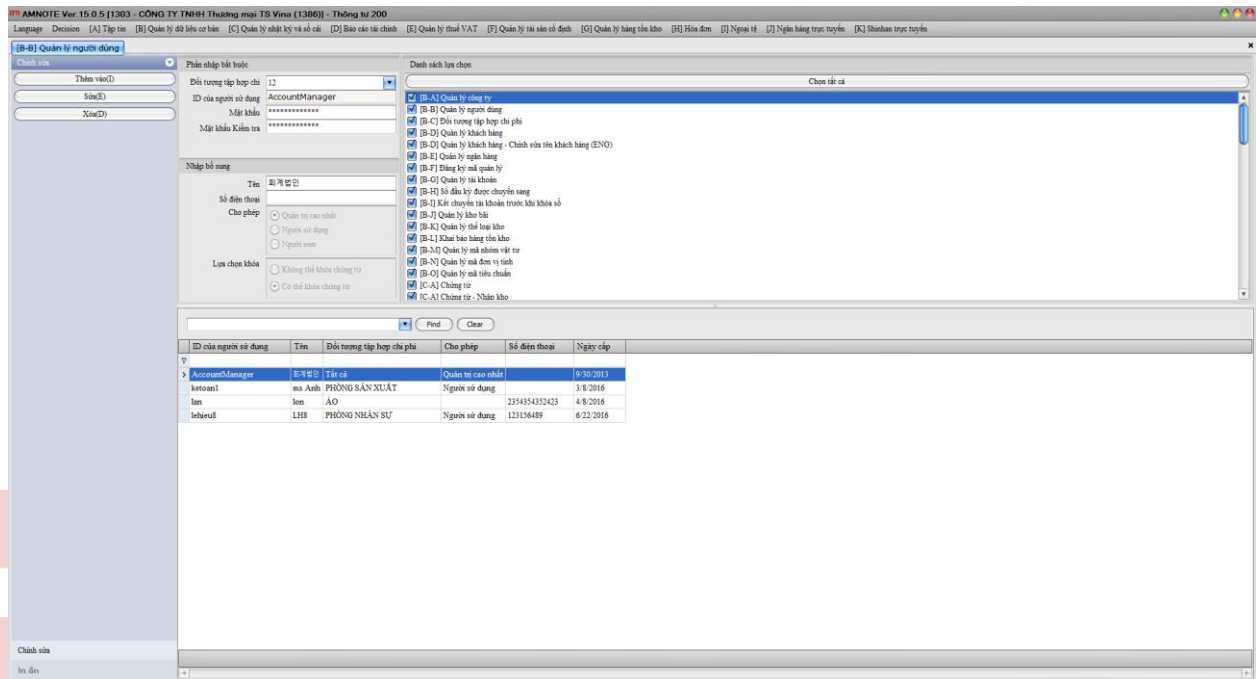 AMNOTE Ver.15.0.5 [1303 - CÔNG TY TNHH Thương mại TS Vina (1386)] - Thông tư 200
Language Decision [A] Tập tin [B] Quản lý dữ liệu cơ bản [C] Quản lý nhật ký và sổ cái [D] Báo cáo tài chính [E] Quản lý thuế VAT [F] Quản lý tài sản cố định [G] Quản lý hàng tồn kho [H] Hóa đơn [I] Ngoại tệ [J] Ngân hàng trực tuyến [K] Shinhan trực tuyến
[B-B] Quản lý người dùng
Chỉnh sửa
Thêm vào(I)
Sửa(E)
Xóa(D)
Phần nhập bắt buộc
Đối tượng tập hợp chi 12
ID của người sử dụng AccountManager
Mật khẩu *************
Mật khẩu Kiểm tra *************
Nhập bổ sung
Tên 회계법인
Số điện thoại
Cho phép Quản trị cao nhất
Người sử dụng
Người xem
Lựa chọn khóa Không thể khóa chứng từ
Có thể khóa chứng từ
Danh sách lựa chọn
Chọn tất cả
[B-A] Quản lý công ty
[B-B] Quản lý người dùng
[B-C] Đối tượng tập hợp chi phí
[B-D] Quản lý khách hàng
[B-D] Quản lý khách hàng - Chỉnh sửa tên khách hàng (ENG)
[B-E] Quản lý ngân hàng
[B-F] Đăng ký mã quản lý
[B-G] Quản lý tài khoản
[B-H] Số đầu kỳ được chuyển sang
[B-I] Kết chuyển tài khoản trước khi khóa sổ
[B-J] Quản lý kho bãi
[B-K] Quản lý thể loại kho
[B-L] Khai báo hàng tồn kho
[B-M] Quản lý mã nhóm vật tư
[B-N] Quản lý mã đơn vị tính
[B-O] Quản lý mã tiêu chuẩn
[C-A] Chứng từ
[C-A] Chứng từ - Nhập kho
Find Clear
ID của người sử dụng Tên Đối tượng tập hợp chi phí Cho phép Số điện thoại Ngày cấp
AccountManager 회계법인 Tất cả Quản trị cao nhất 9/30/2013
ketoan1 ms Anh PHÒNG SẢN XUẤT Người sử dụng 3/8/2016
lan lon ÁO 2354354352423 4/8/2016
lehieu8 LH8 PHÒNG NHÂN SỰ Người sử dụng 123156489 6/22/2016
Chỉnh sửa
In ấn